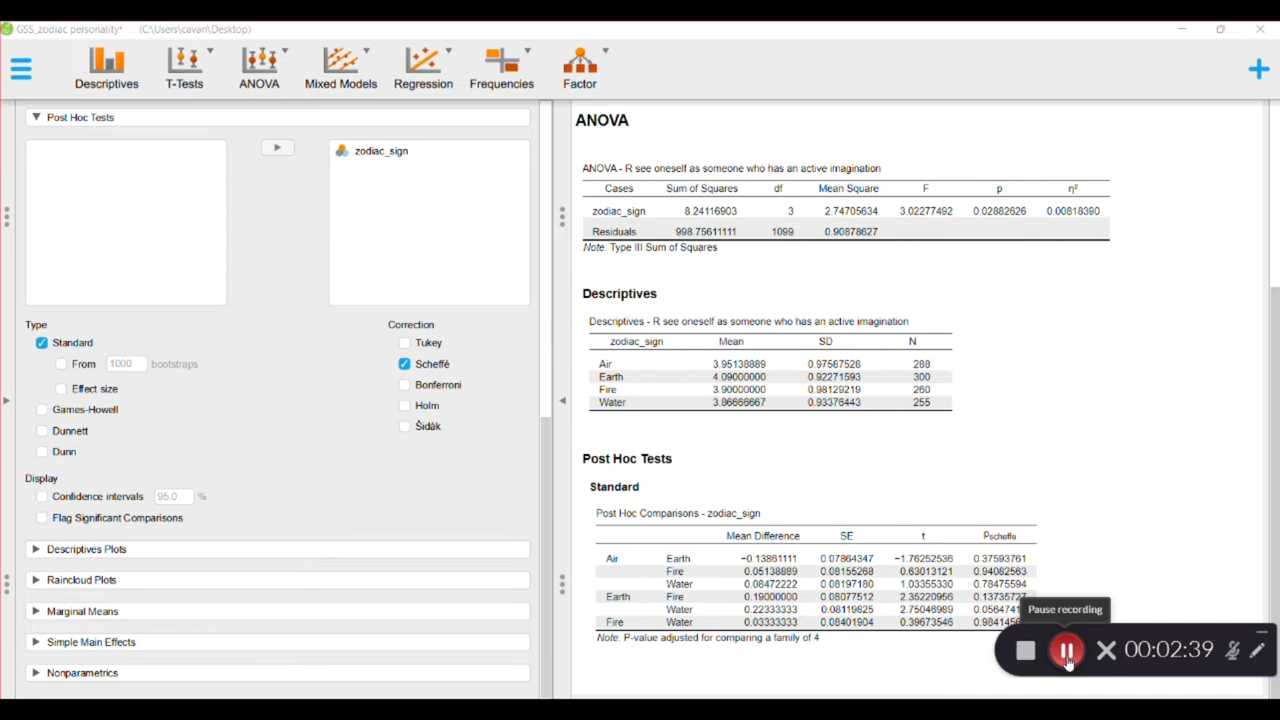 GSS_zodiac personality* (C:\Users\cavan\Desktop)
Descriptives T-Tests ANOVA Mixed Models Regression Frequencies Factor
Post Hoc Tests
zodiac_sign
Type
Standard
From 1000 bootstraps
Effect size
Games-Howell
Dunnett
Dunn
Correction
Tukey
Scheffé
Bonferroni
Holm
Šidák
Display
Confidence intervals 95.0 %
Flag Significant Comparisons
Descriptives Plots
Raincloud Plots
Marginal Means
Simple Main Effects
Nonparametrics
ANOVA
ANOVA - R see oneself as someone who has an active imagination
Cases Sum of Squares df Mean Square F p η²
zodiac_sign 8.24116903 3 2.74705634 3.02277492 0.02882626 0.00818390
Residuals 998.75611111 1099 0.90878627
Note. Type III Sum of Squares
Descriptives
Descriptives - R see oneself as someone who has an active imagination
zodiac_sign Mean SD N
Air 3.95138889 0.97587528 288
Earth 4.09000000 0.92271593 300
Fire 3.90000000 0.98129219 260
Water 3.86666667 0.93376443 255
Post Hoc Tests
Standard
Post Hoc Comparisons - zodiac_sign
Mean Difference SE t Pscheffe
Air Earth -0.13861111 0.07864347 -1.76252536 0.37593761
Fire 0.05138889 0.08155268 0.63013121 0.94082563
Water 0.08472222 0.08197180 1.03355330 0.78475594
Earth Fire 0.19000000 0.08077512 2.35220956 0.1373572
Water 0.22333333 0.08119825 2.75046989 0.056474
Fire Water 0.03333333 0.08401904 0.39673546 0.984145
Note. P-value adjusted for comparing a family of 4
Pause recording
00:02:39